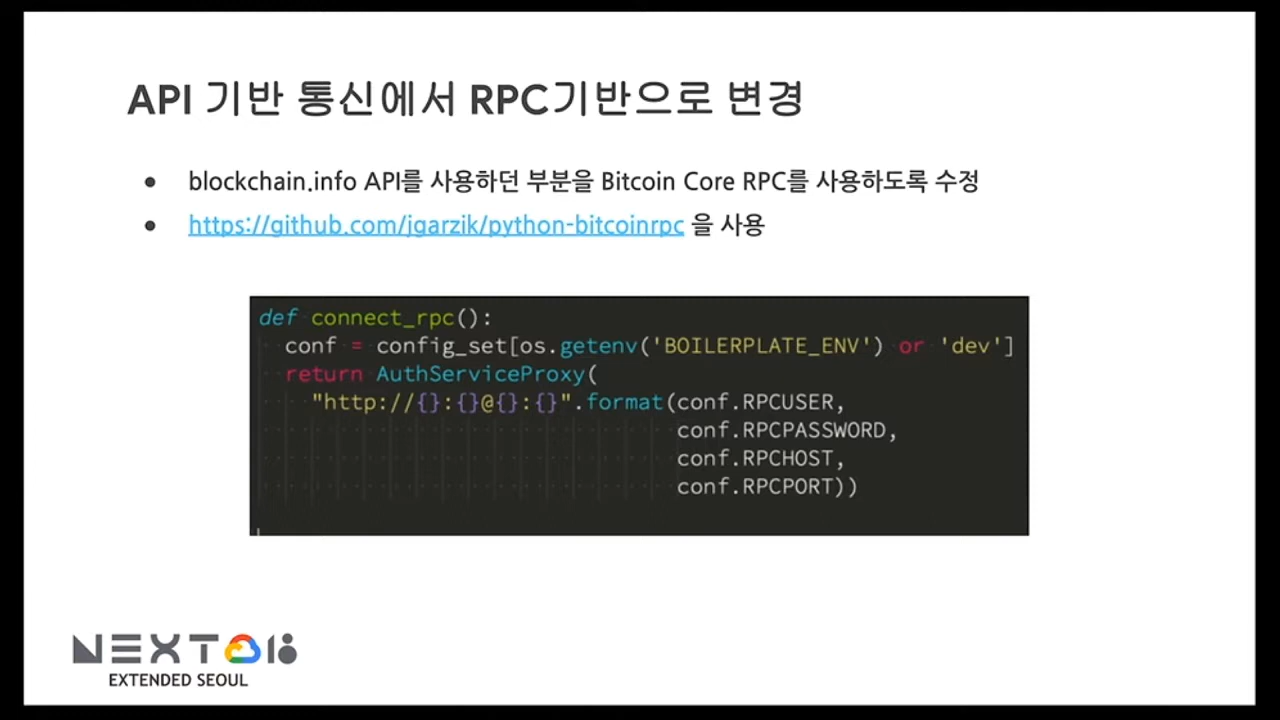 API 기반 통신에서 RPC기반으로 변경
● blockchain.info API를 사용하던 부분을 Bitcoin Core RPC를 사용하도록 수정
● https://github.com/jgarzik/python-bitcoinrpc 을 사용
def connect_rpc():
  conf = config_set[os.getenv('BOILERPLATE_ENV') or 'dev']
  return AuthServiceProxy(
    "http://{}:{}@{}:{}".format(conf.RPCUSER,
                                conf.RPCPASSWORD,
                                conf.RPCHOST,
                                conf.RPCPORT))
NEXT 18
EXTENDED SEOUL